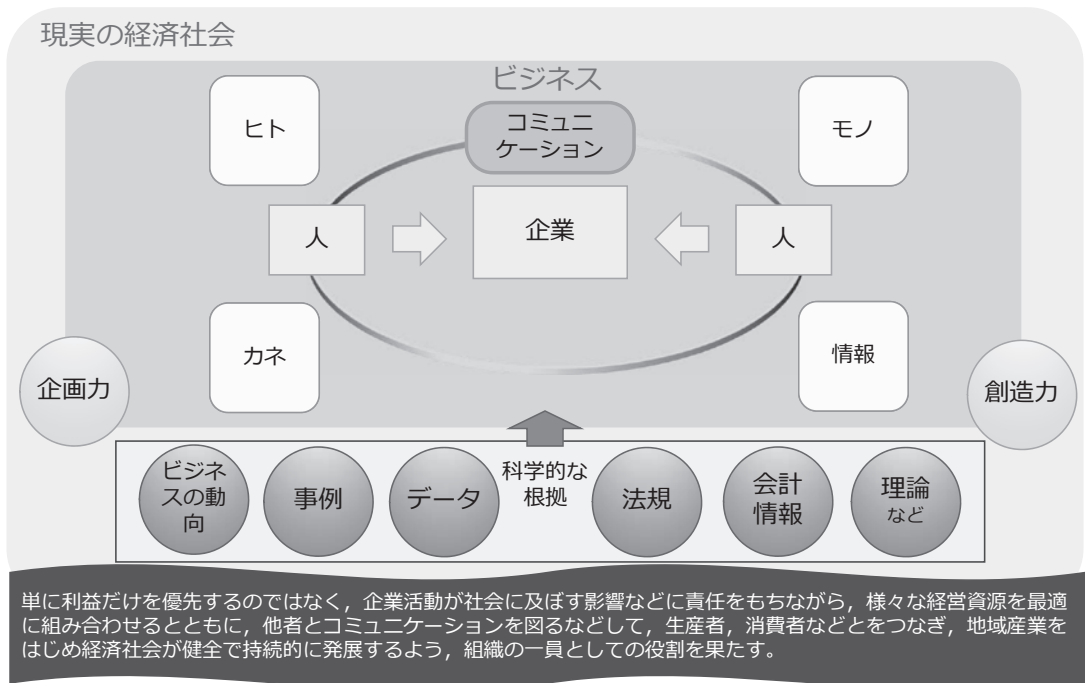 現実の経済社会
ビジネス
コミュニ
ケーション
ヒト
モノ
人
企業
人
カネ
情報
企画力
創造力
ビジネ
スの動
向
事例
データ
科学的な
根拠
法規
会計
情報
理論
など
単に利益だけを優先するのではなく，企業活動が社会に及ぼす影響などに責任をもちながら，様々な経営資源を最適
に組み合わせるとともに，他者とコミュニケーションを図るなどして，生産者，消費者などとをつなぎ，地域産業を
はじめ経済社会が健全で持続的に発展するよう，組織の一員としての役割を果たす。